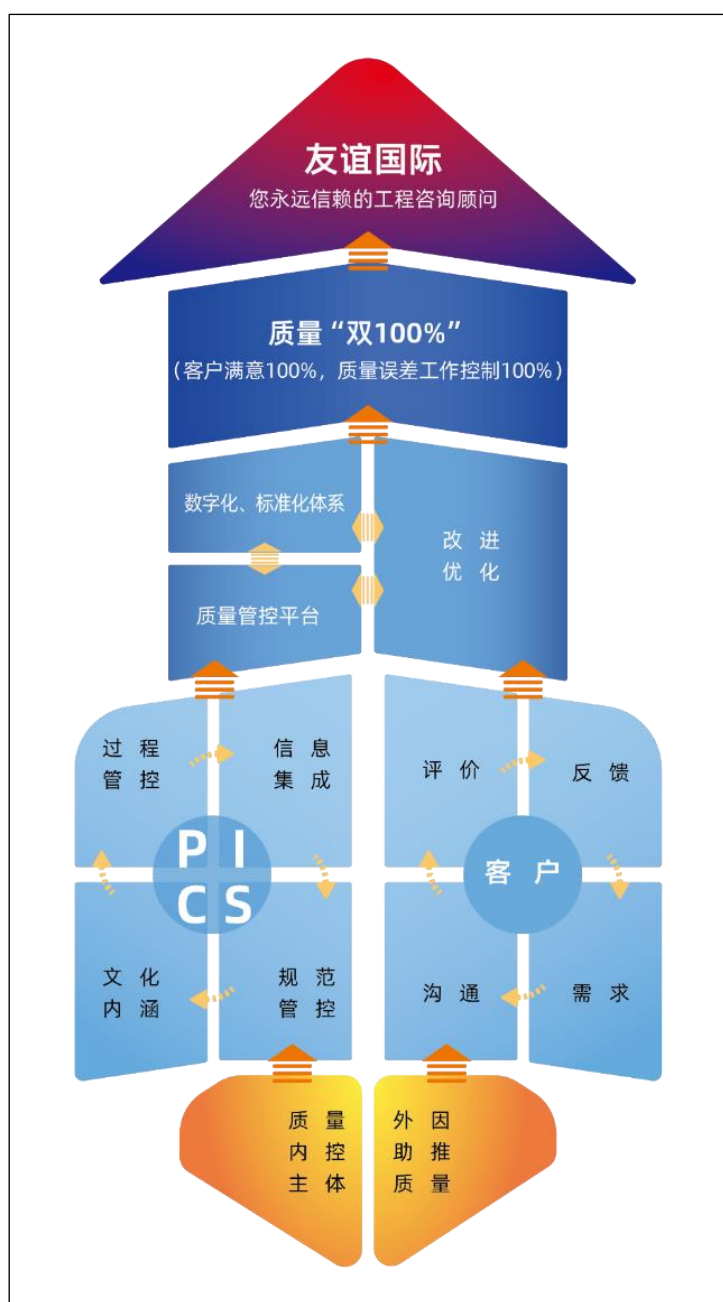 友谊国际
您永远信赖的工程咨询顾问
质量“双100%”
（客户满意100%，质量误差工作控制100%）
数字化、标准化体系
质量管控平台
改进
优化
过程
管控
信息
集成
PI
CS
文化
内涵
规范
管控
评价
反馈
客户
沟通
需求
质量
内控
主体
外因
助推
质量